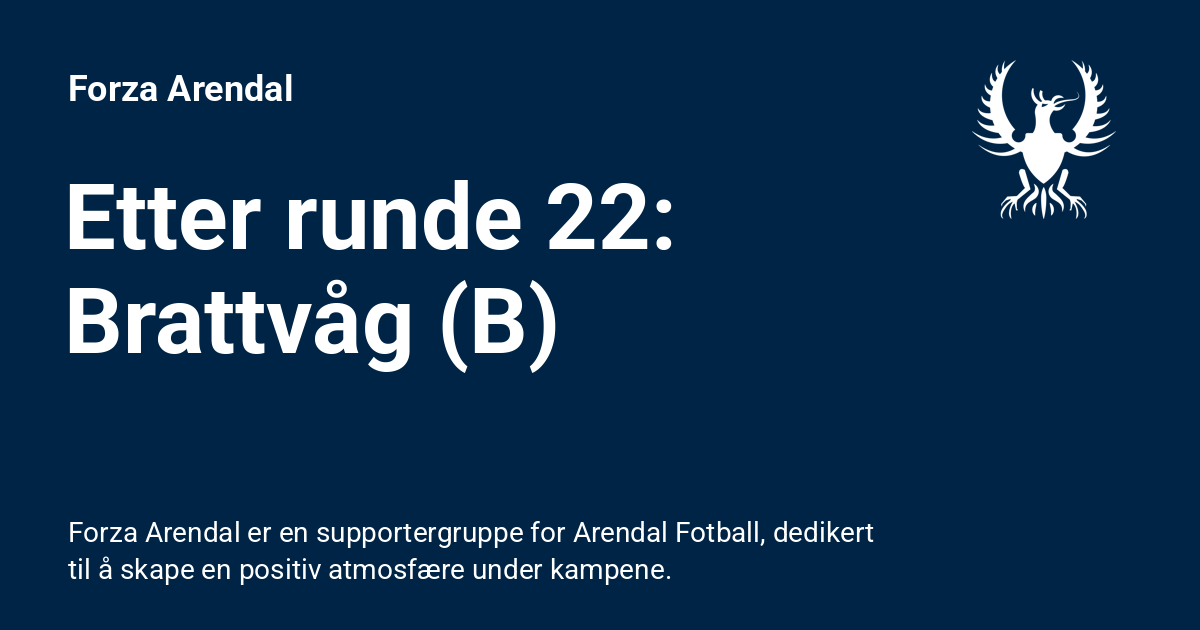 Forza Arendal
Etter runde 22:
Brattvåg (B)
Forza Arendal er en supportergruppe for Arendal Fotball, dedikert
til å skape en positiv atmosfære under kampene.